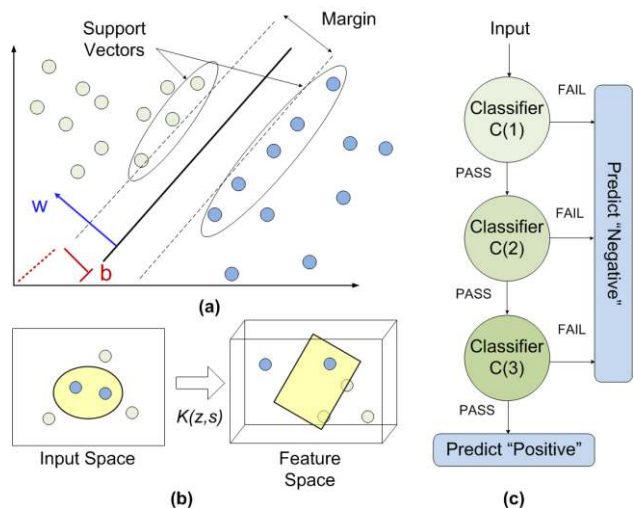 Support
Vectors
Margin
w
b
(a)
Input Space
K(z,s)
Feature
Space
(b)
Input
Classifier
C(1)
FAIL
PASS
Classifier
C(2)
FAIL
PASS
Classifier
C(3)
FAIL
PASS
Predict "Negative"
Predict "Positive"
(c)